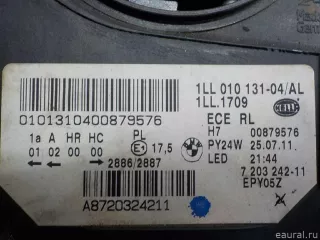 1LL 010 131-04/AL
1LL.1709
HELLA
0101310400879576
ECE RL
1a A HR HC PL
H7 00879576
01 02 00 00 E1 17,5
PY24W 25.07.11.
2886/2887
LED 21:44
7 203 242-11
A8720324211
EPY05Z
eaural.ru